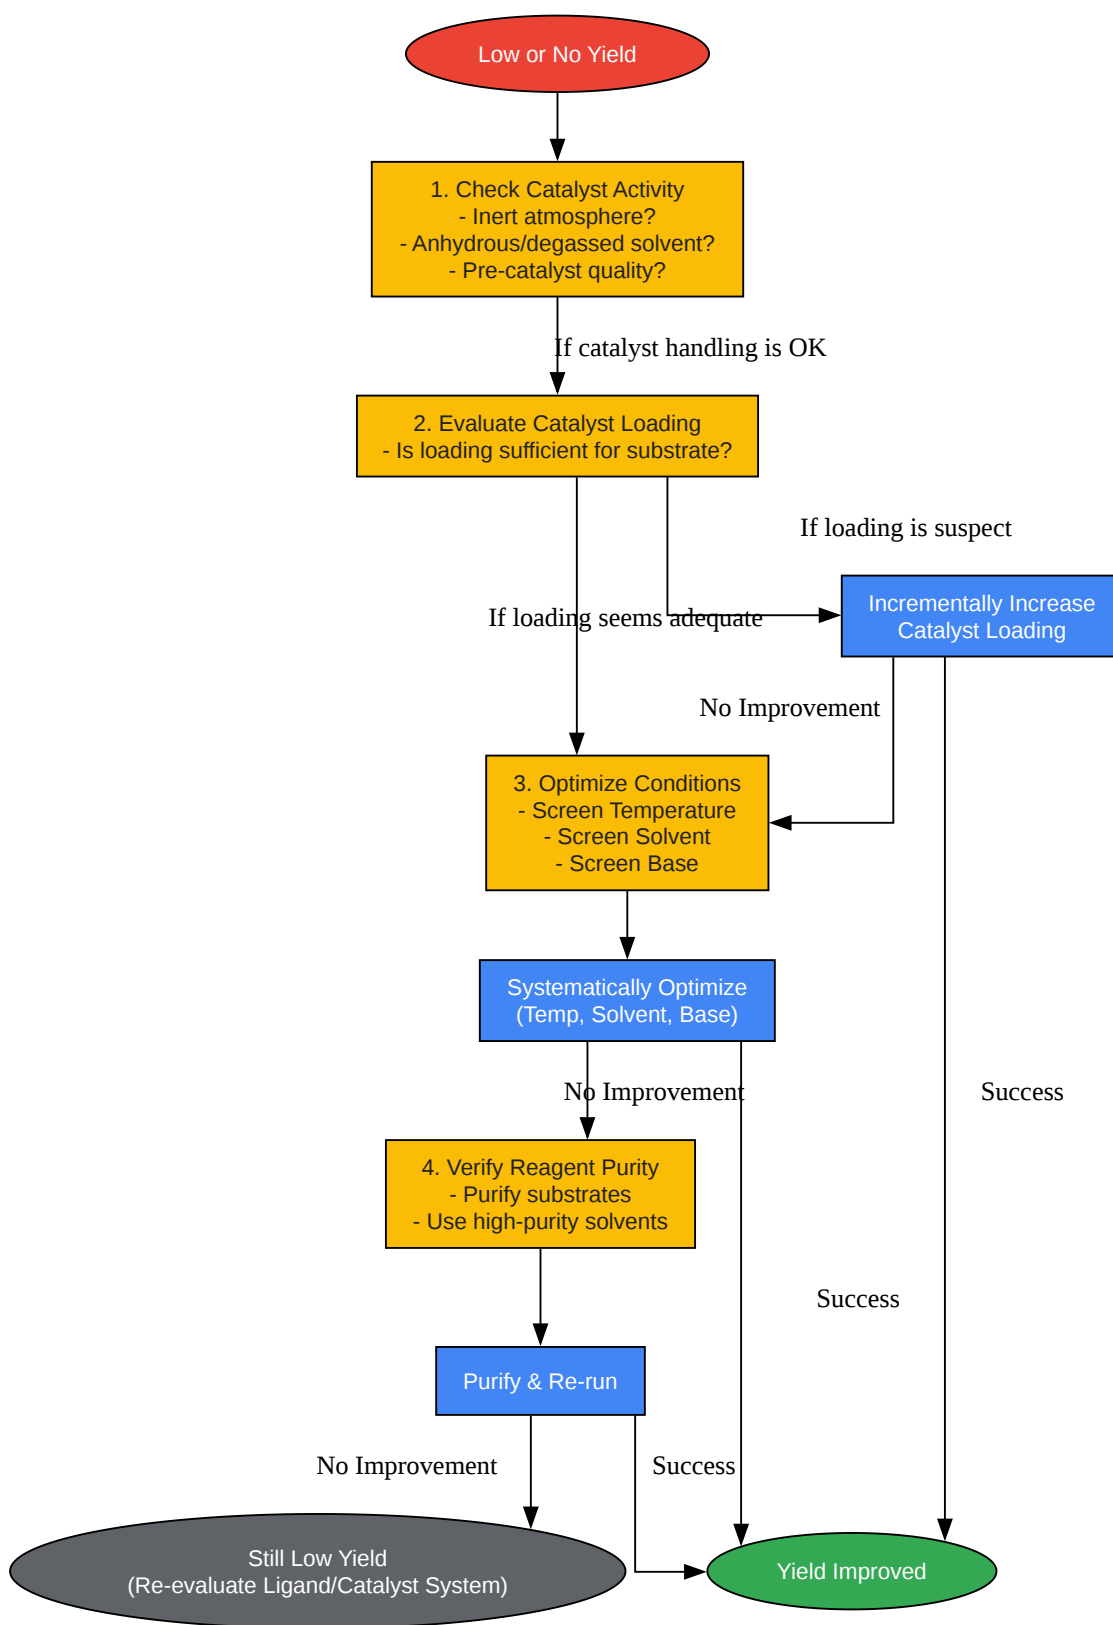 Low or No Yield
1. Check Catalyst Activity
- Inert atmosphere?
- Anhydrous/degassed solvent?
- Pre-catalyst quality?
If catalyst handling is OK
2. Evaluate Catalyst Loading
- Is loading sufficient for substrate?
If loading is suspect
If loading seems adequate
Incrementally Increase
Catalyst Loading
No Improvement
3. Optimize Conditions
- Screen Temperature
- Screen Solvent
- Screen Base
Systematically Optimize
(Temp, Solvent, Base)
No Improvement
Success
4. Verify Reagent Purity
- Purify substrates
- Use high-purity solvents
Success
Purify & Re-run
No Improvement
Success
Still Low Yield
(Re-evaluate Ligand/Catalyst System)
Yield Improved